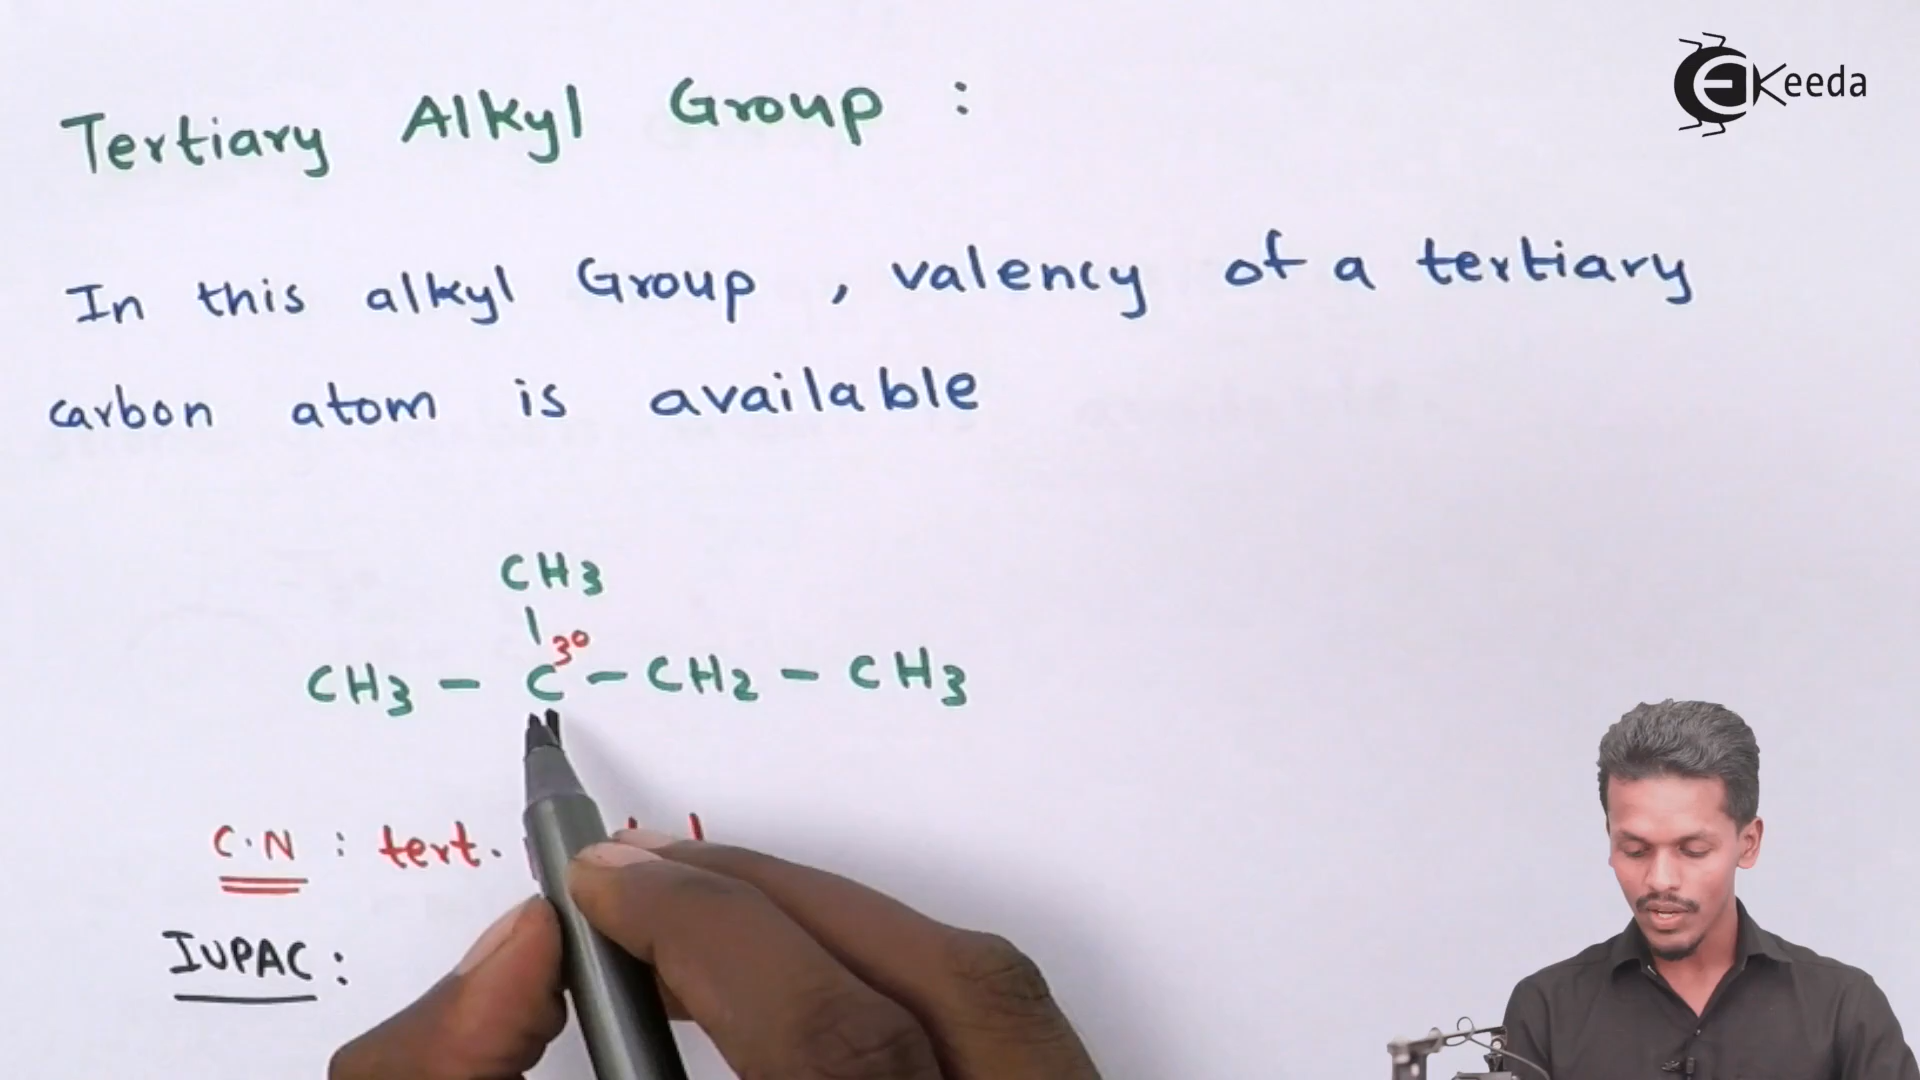 EKeeda
Tertiary Alkyl Group :
In this alkyl Group , valency of a tertiary
carbon atom is available
CH3
3°
CH3 - C - CH2 - CH3
C.N : tert.
IUPAC :